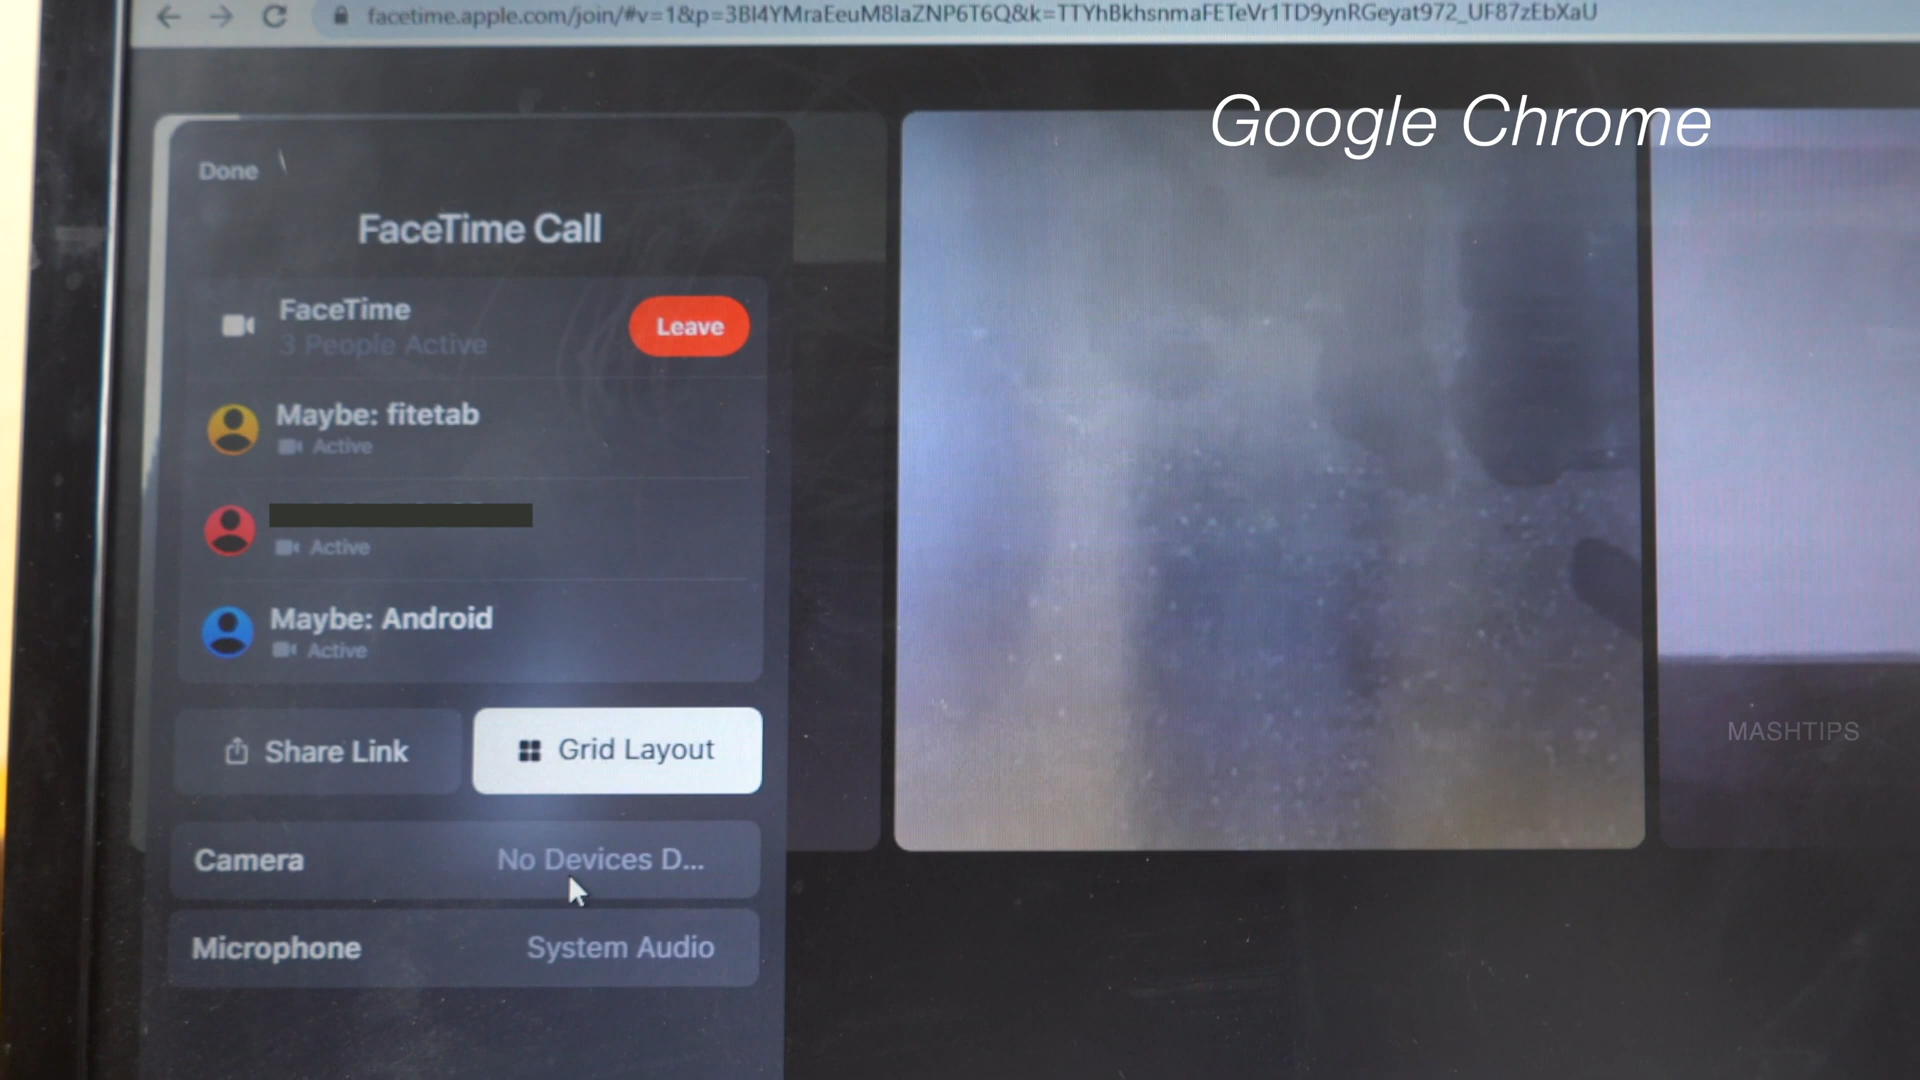 facetime.apple.com/join/#v=1&p=3BI4YMraEeuM8IaZNP6T6Q&k=TTYhBkhsnmaFETeVr1TD9ynRGeyat972_UF87zEbXaU
Google Chrome
Done
FaceTime Call
FaceTime
3 People Active
Leave
Maybe: fitetab
Active
Active
Maybe: Android
Active
Share Link
Grid Layout
Camera
No Devices D...
Microphone
System Audio
MASHTIPS